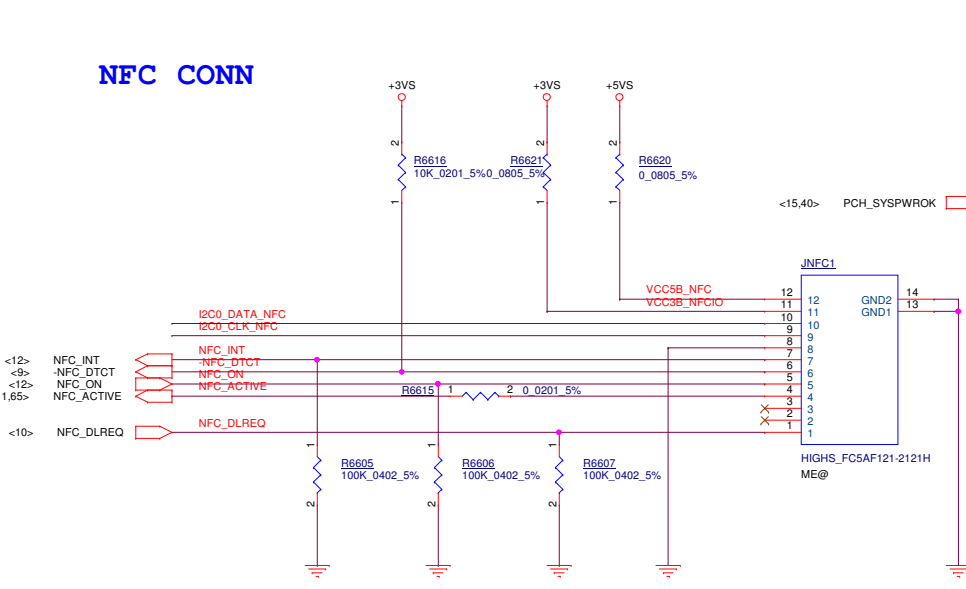 NFC CONN
+3VS
+3VS
+5VS
2
2
2
R6616
10K_0201_5%
R6621
0_0805_5%
R6620
0_0805_5%
1
1
1
<15,40>
PCH_SYSPWROK
JNFC1
VCC5B_NFC
VCC3B_NFCIO
12
11
10
9
8
7
6
5
4
3
2
1
12
11
10
9
8
7
6
5
4
3
2
1
GND2
GND1
14
13
I2C0_DATA_NFC
I2C0_CLK_NFC
<12>
NFC_INT
NFC_INT
<9>
-NFC_DTCT
-NFC_DTCT
<12>
NFC_ON
NFC_ON
1,65>
NFC_ACTIVE
NFC_ACTIVE
R6615
1
2
0_0201_5%
<10>
NFC_DLREQ
NFC_DLREQ
1
1
1
R6605
100K_0402_5%
R6606
100K_0402_5%
R6607
100K_0402_5%
2
2
2
HIGHS_FC5AF121-2121H
ME@